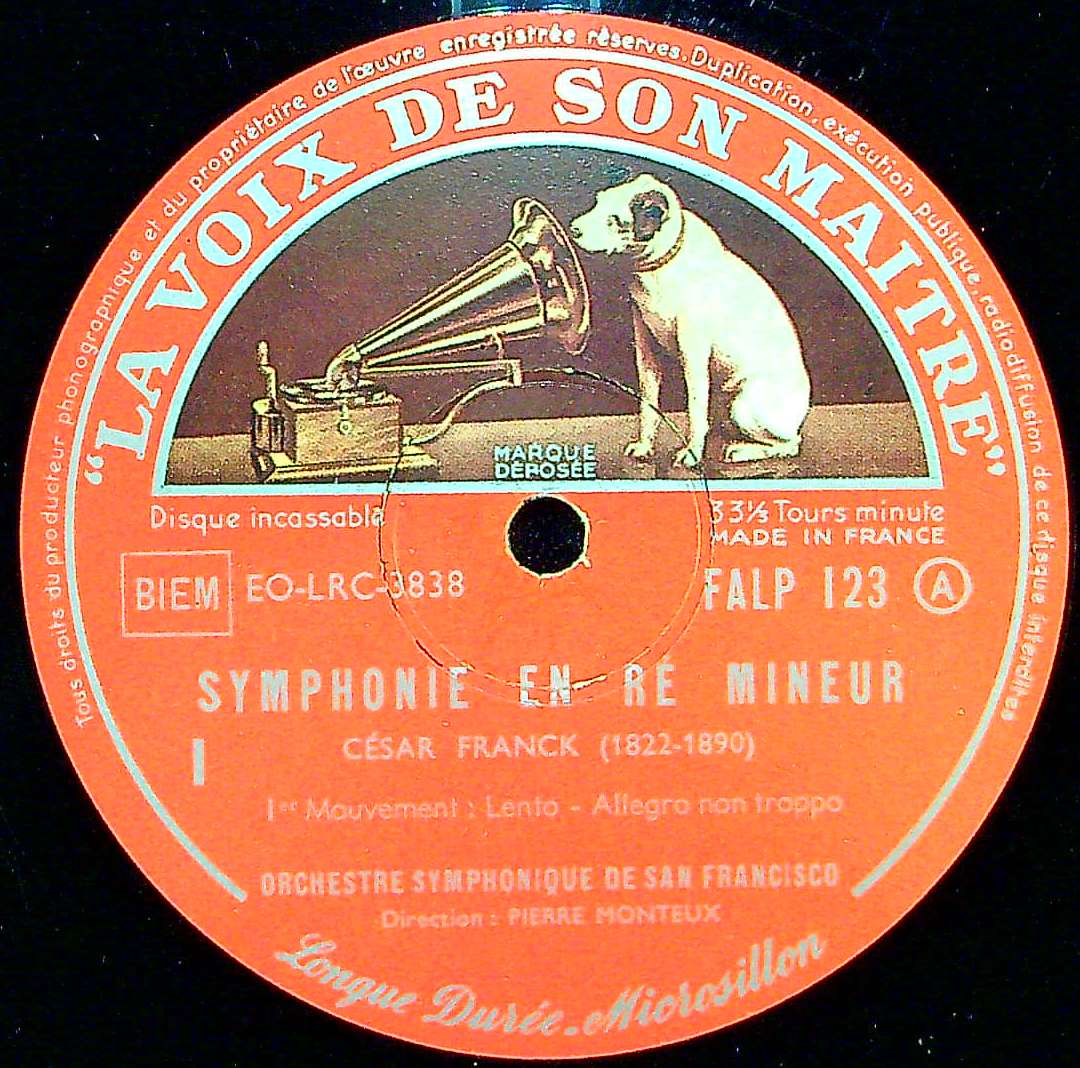 Tous droits du producteur phonographique et du propriétaire de l'œuvre enregistrée réservés. Duplication, exécution publique, radiodiffusion de ce disque interdites
"LA VOIX DE SON MAITRE"
MARQUE
DÉPOSÉE
Disque incassable
33⅓ Tours minute
MADE IN FRANCE
BIEM EO-LRC-3838
FALP 123 A
SYMPHONIE EN RÉ MINEUR
CÉSAR FRANCK (1822-1890)
I
Iᵉʳ Mouvement : Lento - Allegro non troppo
ORCHESTRE SYMPHONIQUE DE SAN FRANCISCO
Direction : PIERRE MONTEUX
Longue Durée-Microsillon